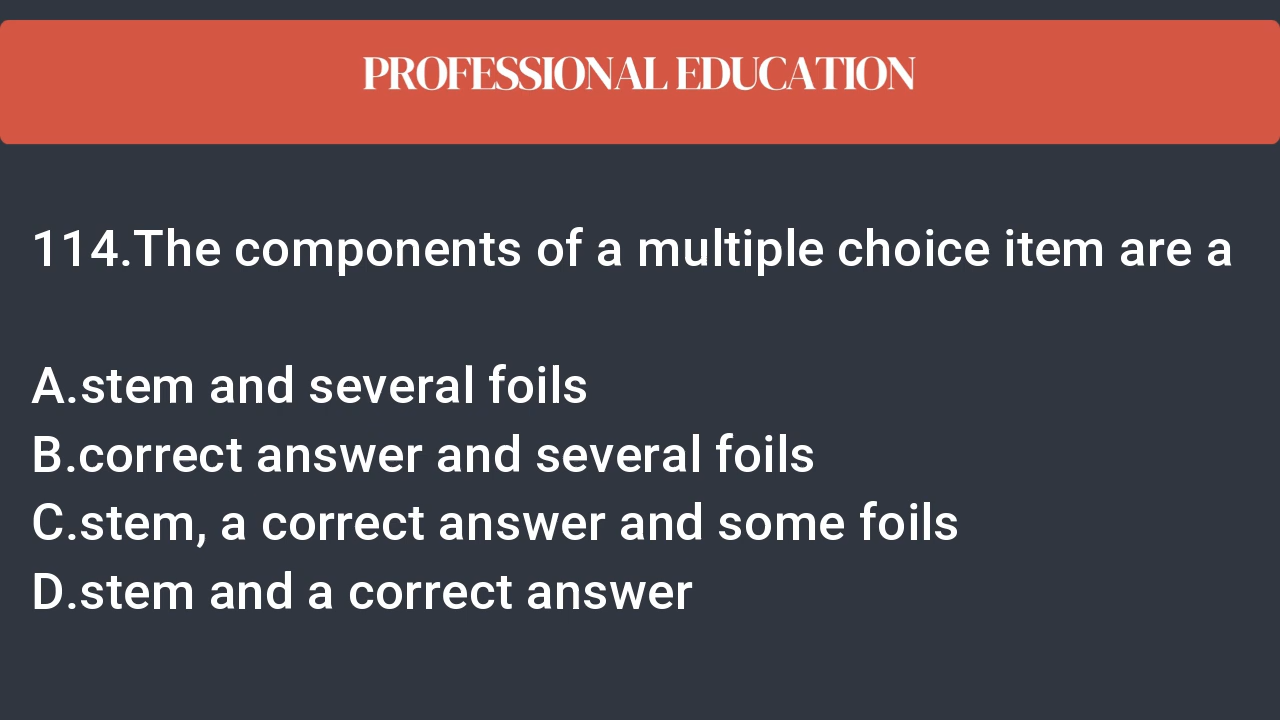 PROFESSIONAL EDUCATION
114.The components of a multiple choice item are a
A.stem and several foils
B.correct answer and several foils
C.stem, a correct answer and some foils
D.stem and a correct answer